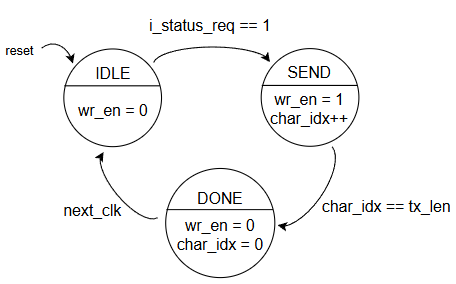 i_status_req == 1
reset
IDLE
wr_en = 0
SEND
wr_en = 1
char_idx++
char_idx == tx_len
DONE
wr_en = 0
char_idx = 0
next_clk